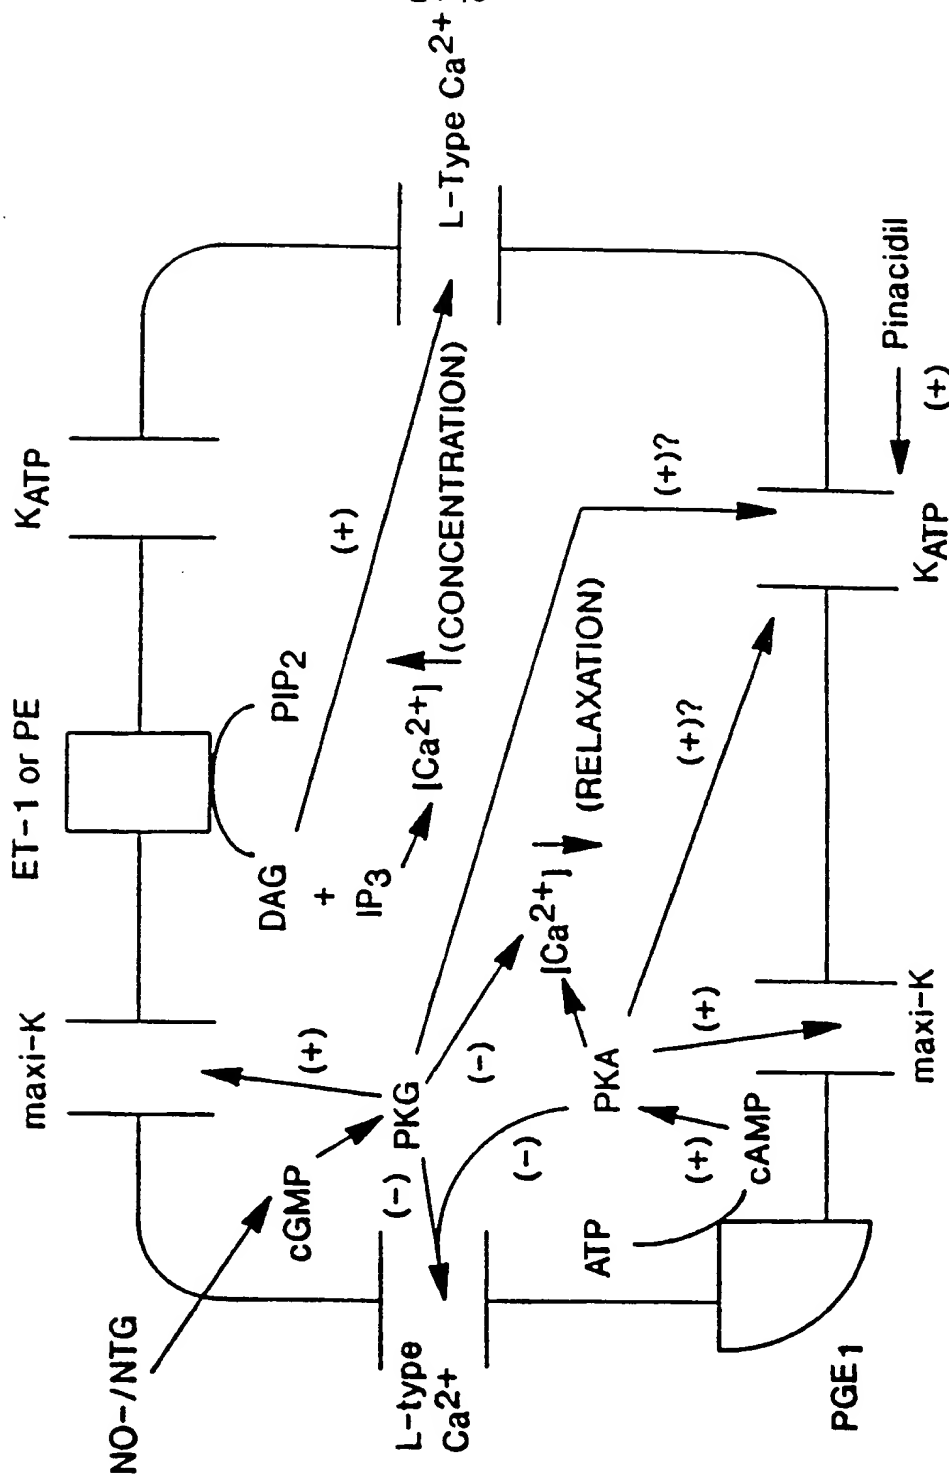 NO-/NTG
maxi-K
ET-1 or PE
KATP
cGMP
(+)
DAG
PIP2
+
IP3
(+)
[Ca2+]
(CONCENTRATION)
L-type
Ca2+
(-)
PKG
(-)
L-Type Ca2+
(-)
[Ca2+]
(RELAXATION)
(+)?
ATP
(+)
cAMP
PKA
(+)
(+)?
PGE1
maxi-K
KATP
Pinacidil
(+)